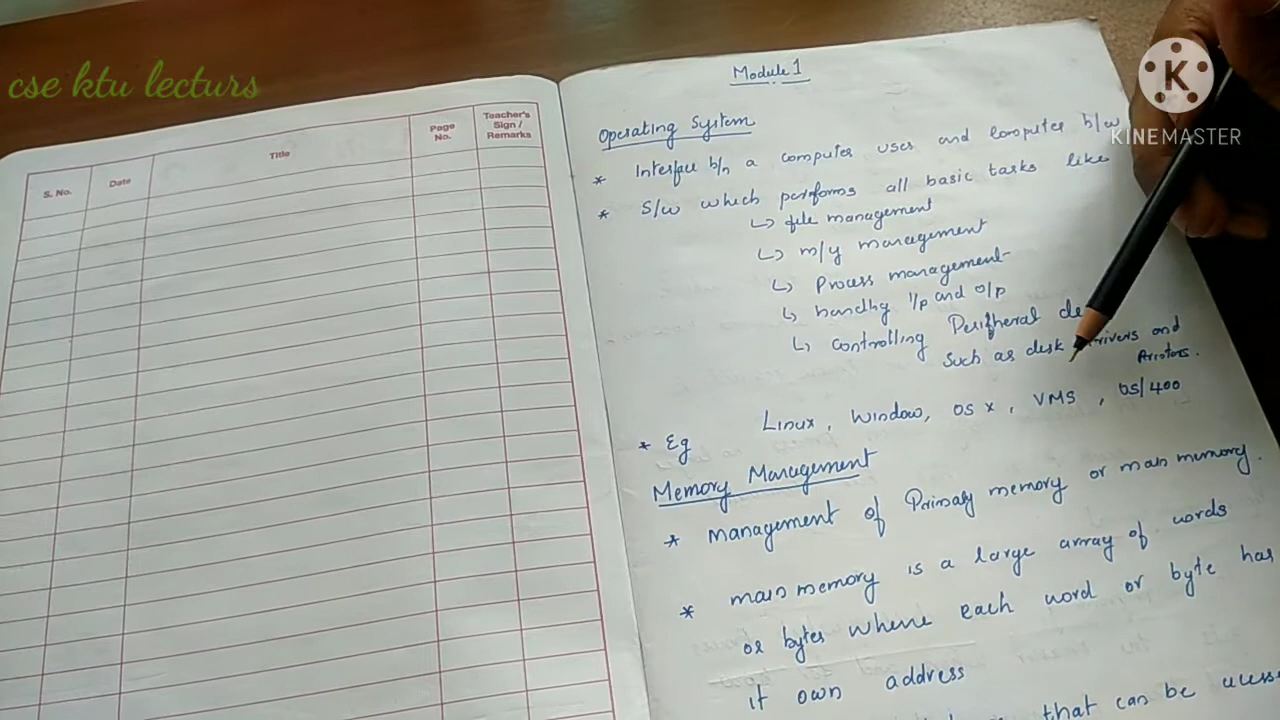 cse ktu lecturs
K
KINEMASTER
S. No.
Date
Title
Page No.
Teacher's Sign / Remarks
Module 1
Operating System
* Interface b/n a computer user and computer h/w
* S/w which performs all basic tasks like
↳ file management
↳ m/y management
↳ Process management
↳ handlig i/p and o/p
↳ controlling Peripheral de
such as desk drivers and
Printers.
* Eg Linux, Window, OS x, VMS, OS/400
Memory Management
* management of Primary memory or main memory.
* main memory is a large array of words
or bytes where each word or byte has
it own address
that can be